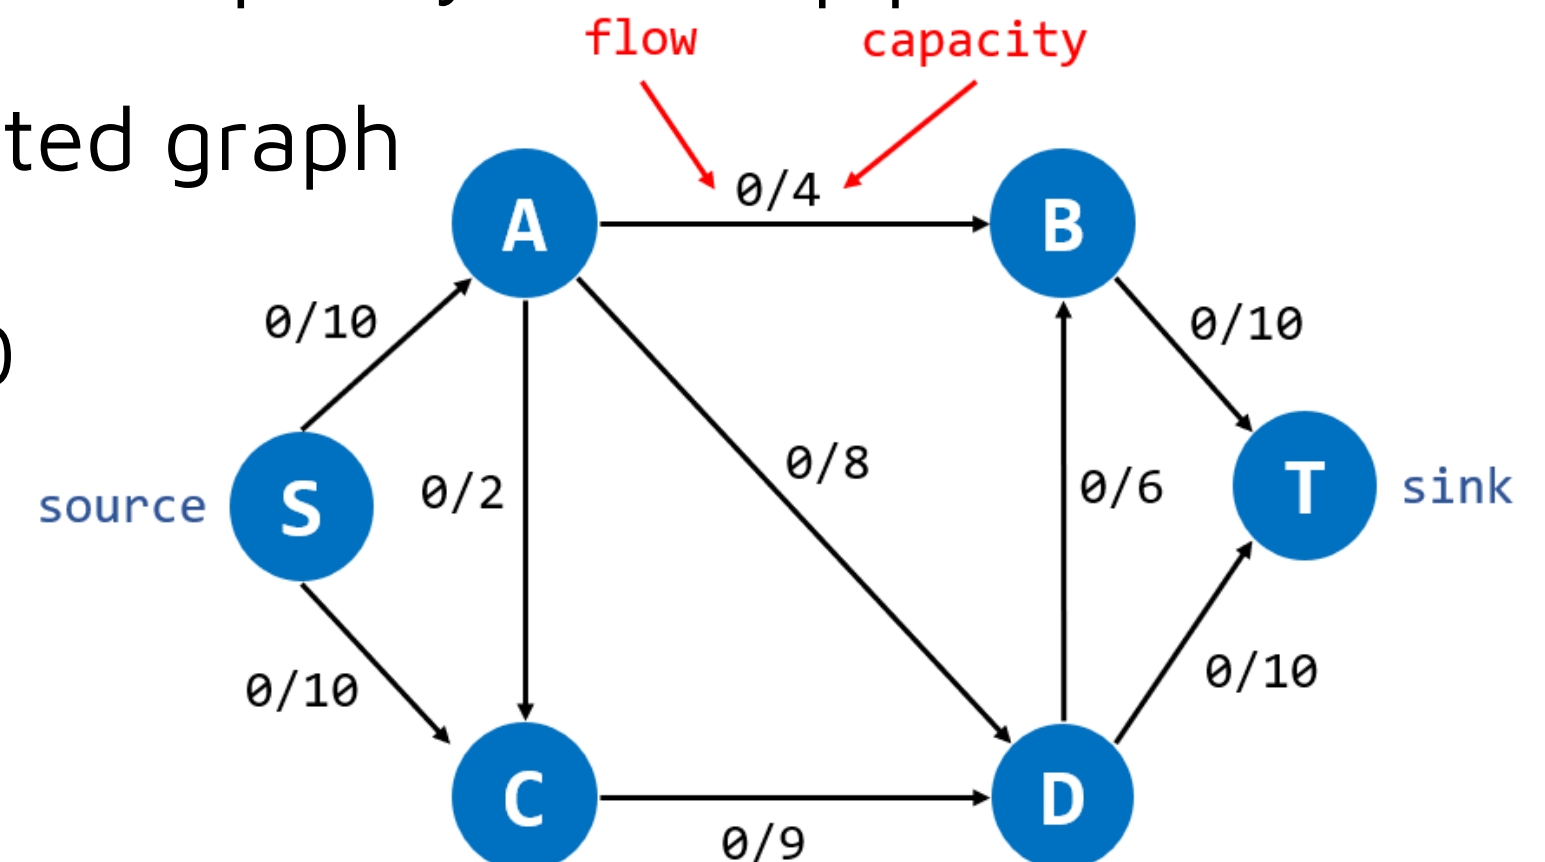 flow capacity
ted graph
0/4
A B
0/10 0/10
0/8
0/2 0/6
source S T sink
0/10 0/10
C D
0/9